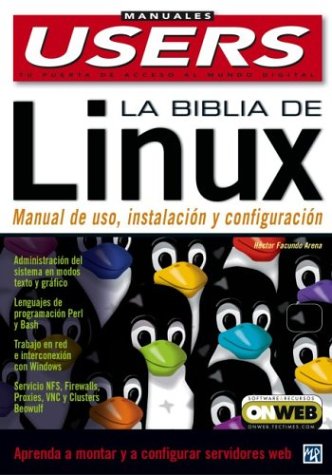 MANUALES
USERS
TU PUERTA DE ACCESO AL MUNDO DIGITAL
LA BIBLIA DE
Linux
Manual de uso, instalación y configuración
Héctor Facundo Arena
Administración del
sistema en modos
texto y gráfico
Lenguajes de
programación Perl
y Bash
Trabajo en red
e interconexión
con Windows
Servicio NFS, Firewalls,
Proxies, VNC y Clusters
Beowulf
SOFTWARE RECURSOS
ONWEB
ONWEB.TECTIMES.COM
Aprenda a montar y a configurar servidores web
MP